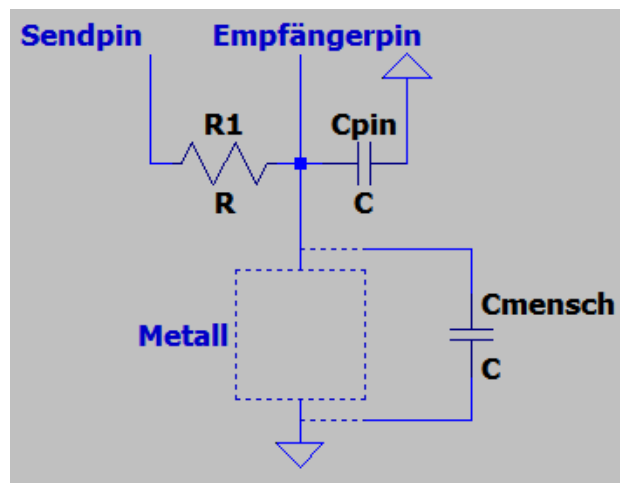 Sendpin Empfängerpin
R1 Cpin
R C
Cmensch
Metall
C